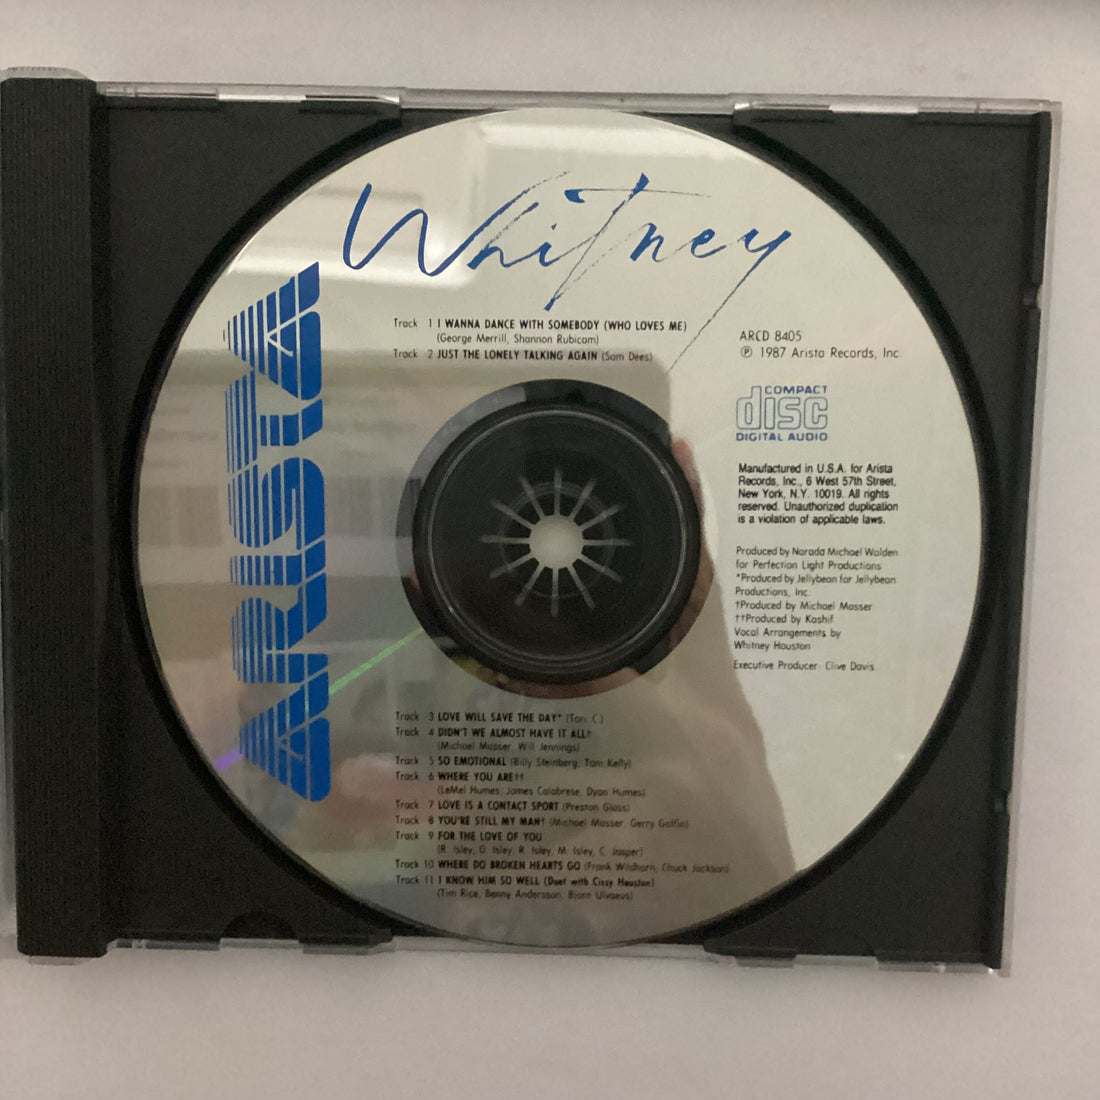 Whitney
ARISTA
Track 1 I WANNA DANCE WITH SOMEBODY (WHO LOVES ME)
(George Merrill, Shannon Rubicam)
Track 2 JUST THE LONELY TALKING AGAIN (Sam Dees)
ARCD 8405
℗ 1987 Arista Records, Inc.
COMPACT
disc
DIGITAL AUDIO
Manufactured in U.S.A. for Arista
Records, Inc., 6 West 57th Street,
New York, N.Y. 10019. All rights
reserved. Unauthorized duplication
is a violation of applicable laws.
Produced by Narada Michael Walden
for Perfection Light Productions
*Produced by Jellybean for Jellybean
Productions, Inc.
†Produced by Michael Masser
††Produced by Kashif
Vocal Arrangements by
Whitney Houston
Executive Producer: Clive Davis
Track 3 LOVE WILL SAVE THE DAY* (Toni C.)
Track 4 DIDN'T WE ALMOST HAVE IT ALL†
(Michael Masser, Will Jennings)
Track 5 SO EMOTIONAL (Billy Steinberg, Tom Kelly)
Track 6 WHERE YOU ARE††
(LeMel Humes, James Calabrese, Dyan Humes)
Track 7 LOVE IS A CONTACT SPORT (Preston Glass)
Track 8 YOU'RE STILL MY MAN† (Michael Masser, Gerry Goffin)
Track 9 FOR THE LOVE OF YOU
(R. Isley, O. Isley, R. Isley, M. Isley, C. Jasper)
Track 10 WHERE DO BROKEN HEARTS GO (Frank Wildhorn, Chuck Jackson)
Track 11 I KNOW HIM SO WELL (Duet with Cissy Houston)
(Tim Rice, Benny Andersson, Bjorn Ulvaeus)